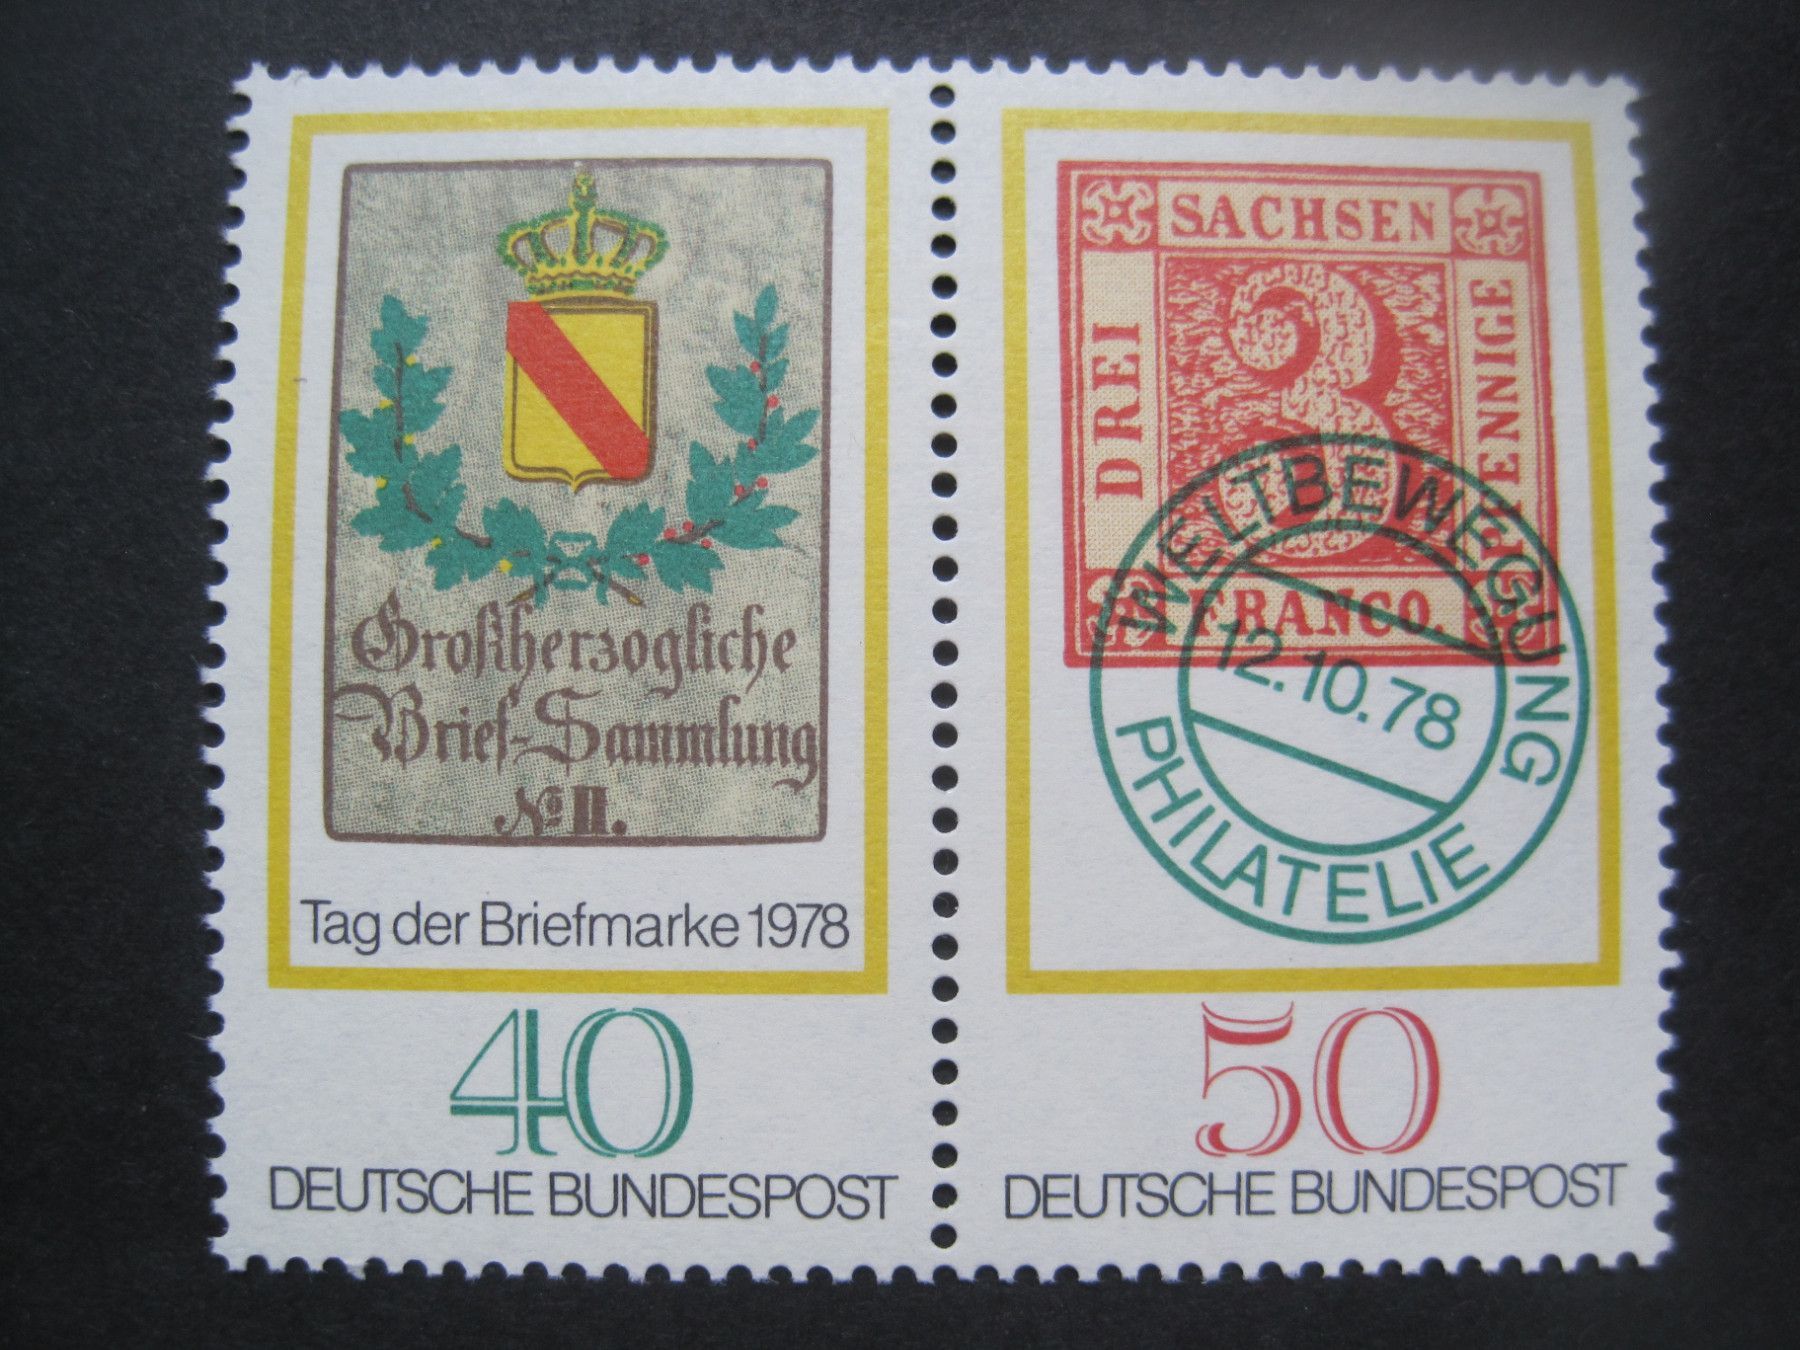 Großherzogliche
Brief-Sammlung
No II.
Tag der Briefmarke 1978
40
DEUTSCHE BUNDESPOST
SACHSEN
DREI
3
PFENNIGE
FRANCO.
WELTBEWEGUNG
12.10.78
PHILATELIE
50
DEUTSCHE BUNDESPOST